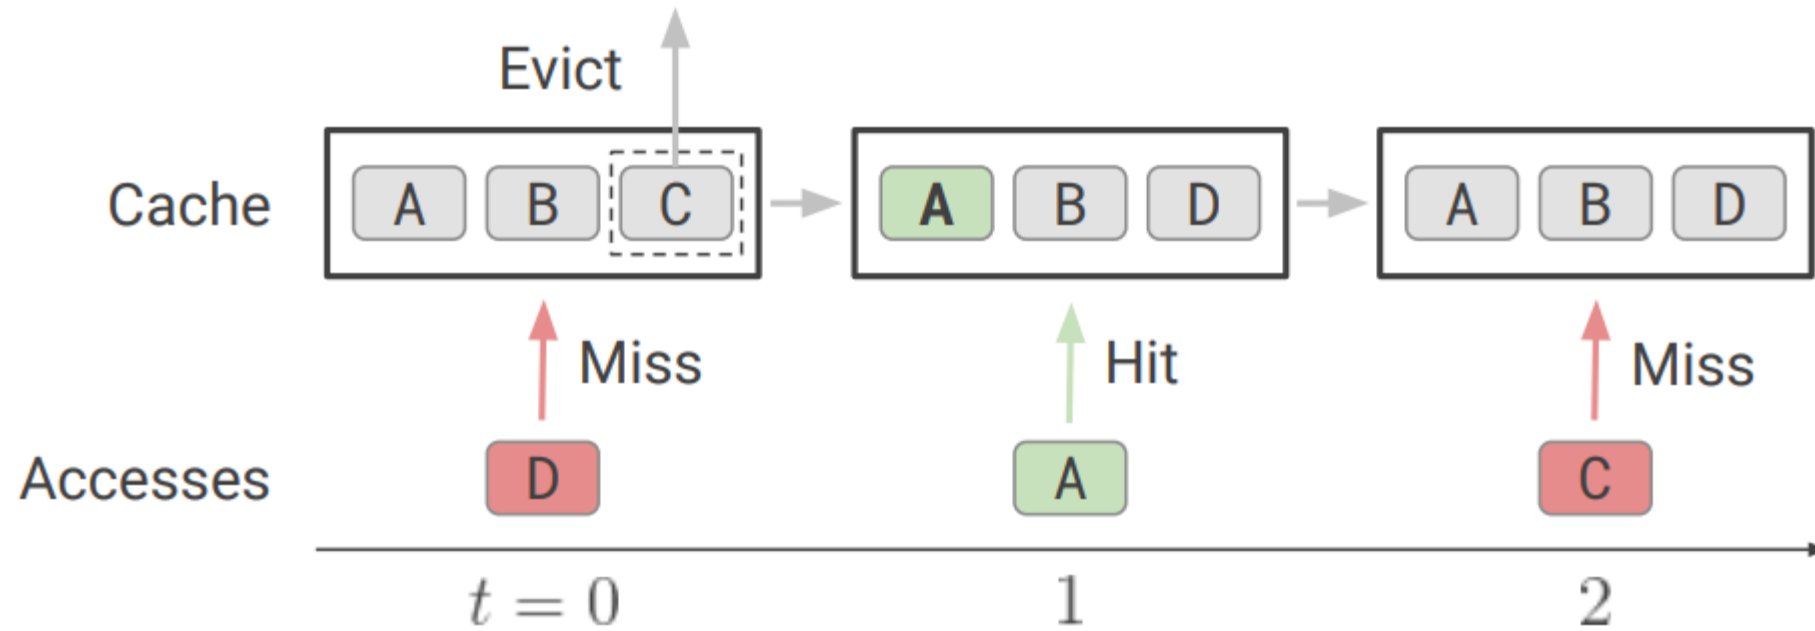 Evict
Cache A B C A B D A B D
Miss Hit Miss
Accesses D A C
t = 0 1 2